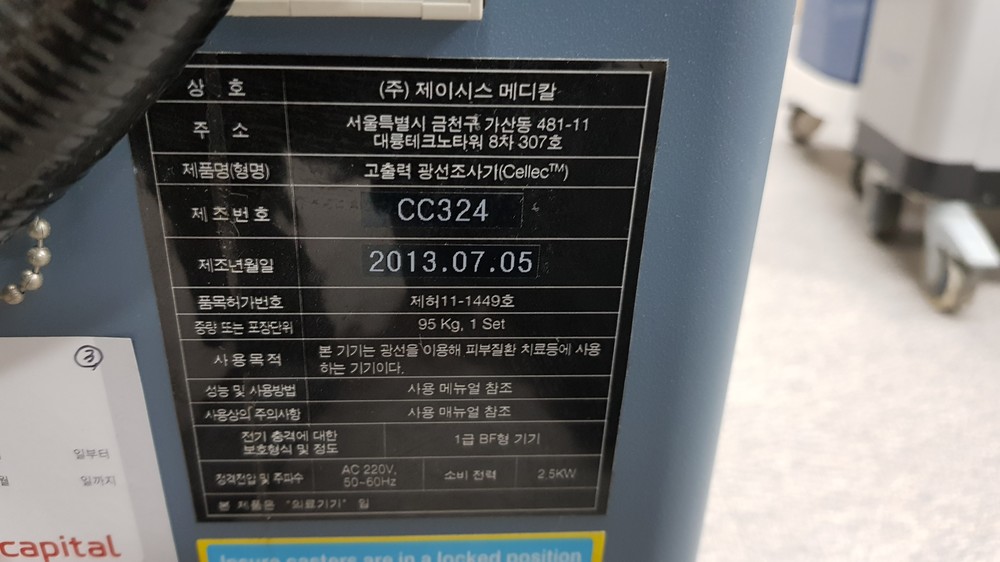 상 호 (주) 제이시스 메디칼
주 소 서울특별시 금천구 가산동 481-11
대륭테크노타워 8차 307호
제품명(형명) 고출력 광선조사기(Cellec™)
제조번호 CC324
제조년월일 2013.07.05
품목허가번호 제허11-1449호
중량 또는 포장단위 95 Kg, 1 Set
사용목적 본 기기는 광선을 이용해 피부질환 치료등에 사용
하는 기기이다.
성능 및 사용방법 사용 메뉴얼 참조
사용상의 주의사항 사용 매뉴얼 참조
전기 충격에 대한
보호형식 및 정도 1급 BF형 기기
정격전압 및 주파수 AC 220V,
50~60Hz 소비 전력 2.5KW
본 제품은 "의료기기" 임
③
일부터
월 일까지
capital
Insure casters are in a locked position